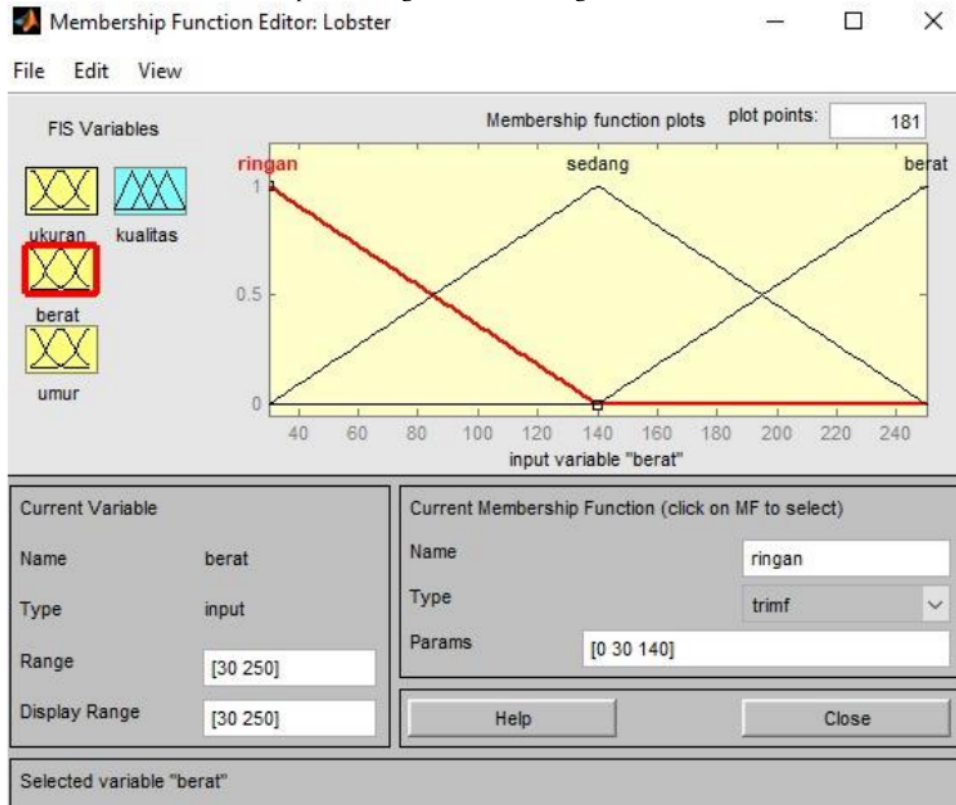 Membership Function Editor: Lobster
File Edit View
FIS Variables
Membership function plots plot points: 181
ukuran kualitas
berat
umur
ringan sedang berat
1
0.5
0
40 60 80 100 120 140 160 180 200 220 240
input variable "berat"
Current Variable
Name berat
Type input
Range [30 250]
Display Range [30 250]
Current Membership Function (click on MF to select)
Name ringan
Type trimf
Params [0 30 140]
Help Close
Selected variable "berat"